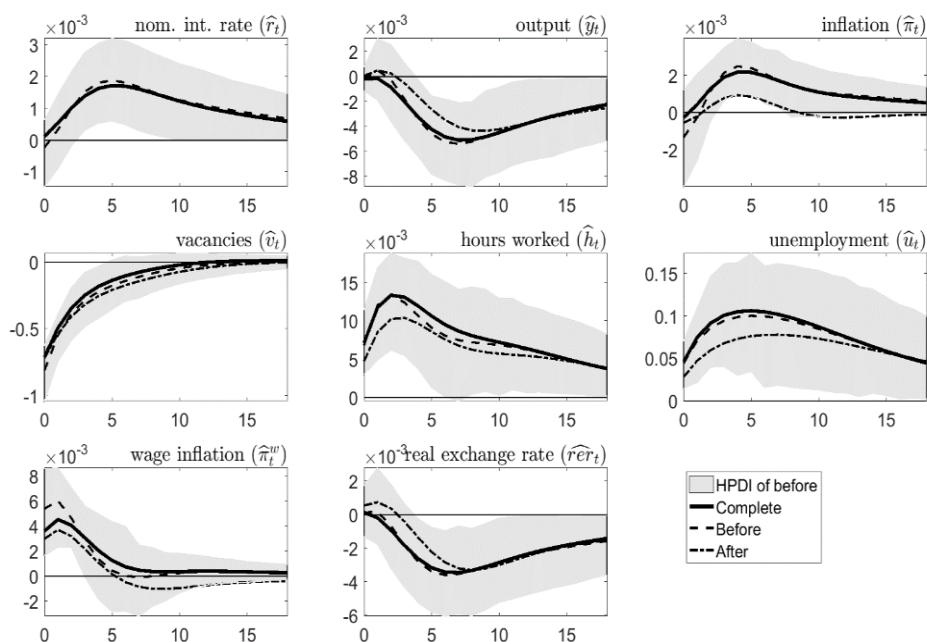 ×10⁻³ nom. int. rate (r̂ₜ)
3
2
1
0
-1
0 5 10 15
×10⁻³ output (ŷₜ)
2
0
-2
-4
-6
-8
0 5 10 15
×10⁻³ inflation (π̂ₜ)
4
2
0
-2
0 5 10 15
vacancies (v̂ₜ)
0
-0.5
-1
0 5 10 15
×10⁻³ hours worked (ĥₜ)
15
10
5
0
0 5 10 15
unemployment (ûₜ)
0.15
0.1
0.05
0
0 5 10 15
×10⁻³
wage inflation (π̂ₜʷ)
8
6
4
2
0
-2
0 5 10 15
×10⁻³
real exchange rate (r̂erₜ)
2
0
-2
-4
-6
0 5 10 15
HPDI of before
Complete
Before
After